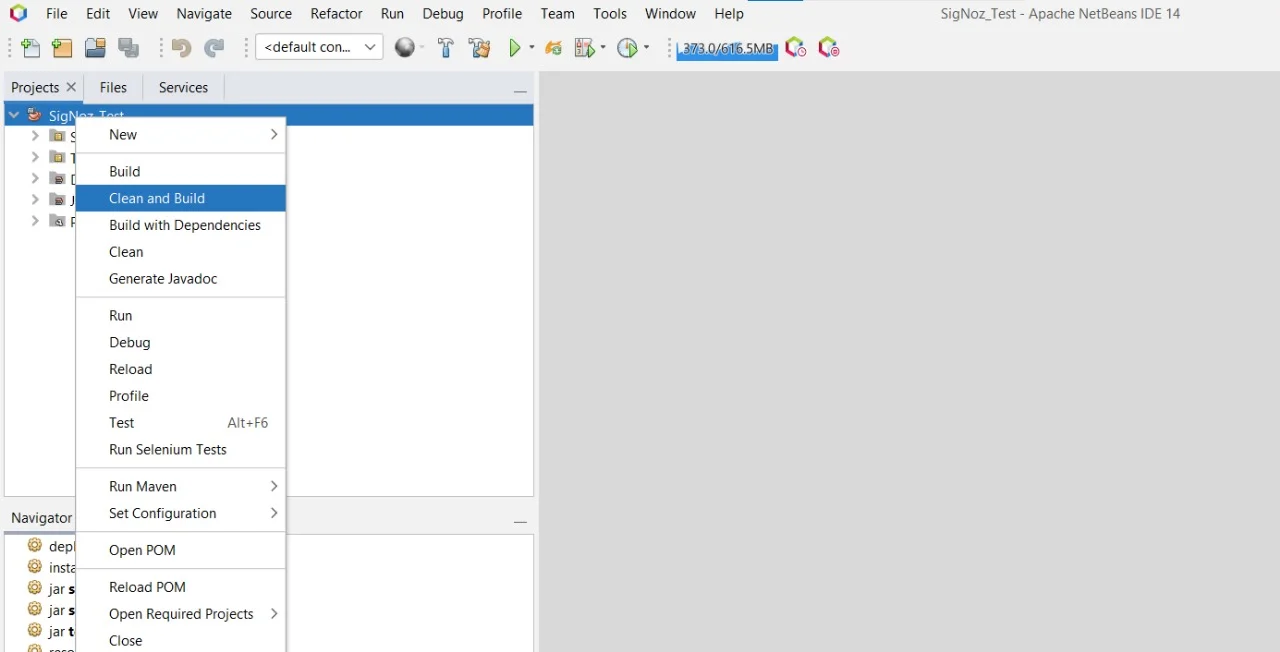 File Edit View Navigate Source Refactor Run Debug Profile Team Tools Window Help SigNoz_Test - Apache NetBeans IDE 14
<default con... 373.0/616.5MB
Projects Files Services
SigNoz_Test
New
Build
Clean and Build
Build with Dependencies
Clean
Generate Javadoc
Run
Debug
Reload
Profile
Test Alt+F6
Run Selenium Tests
Run Maven
Set Configuration
Open POM
Reload POM
Open Required Projects
Close
Navigator
depl
insta
jar s
jar s
jar t